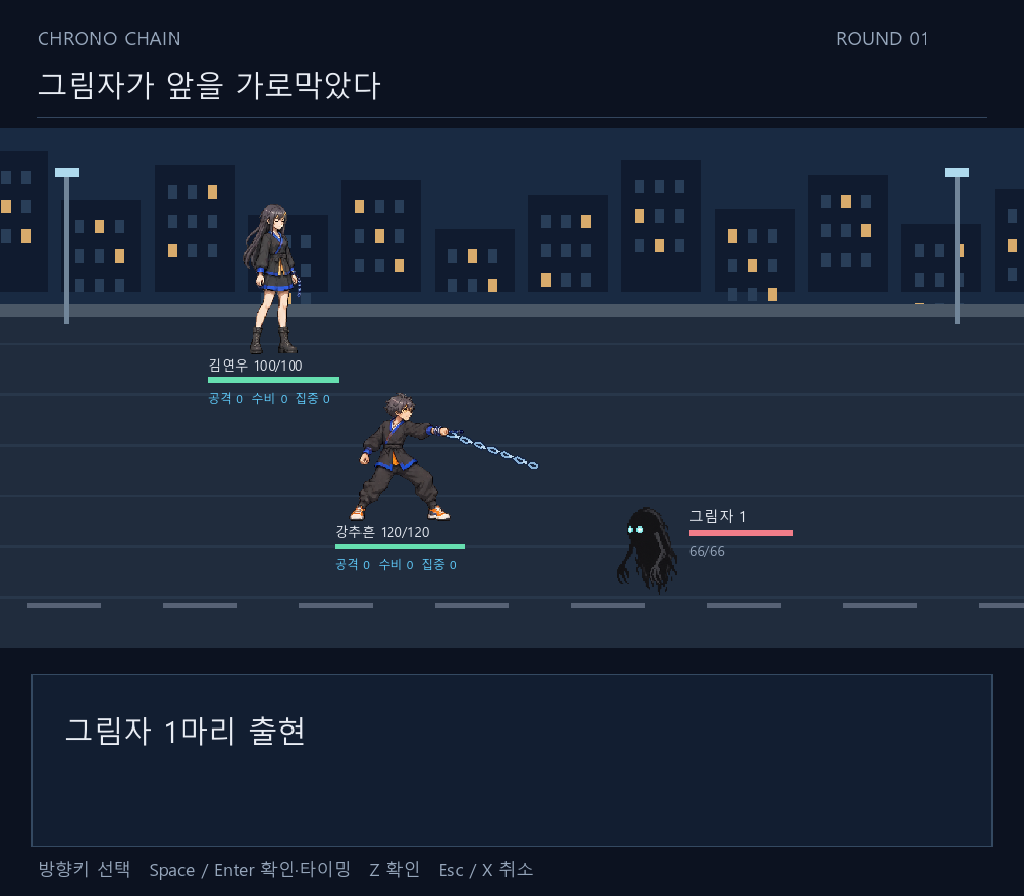 CHRONO CHAIN
ROUND 01
그림자가 앞을 가로막았다
김연우 100/100
공격 0 수비 0 집중 0
강추흔 120/120
공격 0 수비 0 집중 0
그림자 1
66/66
그림자 1마리 출현
방향키 선택 Space / Enter 확인·타이밍 Z 확인 Esc / X 취소